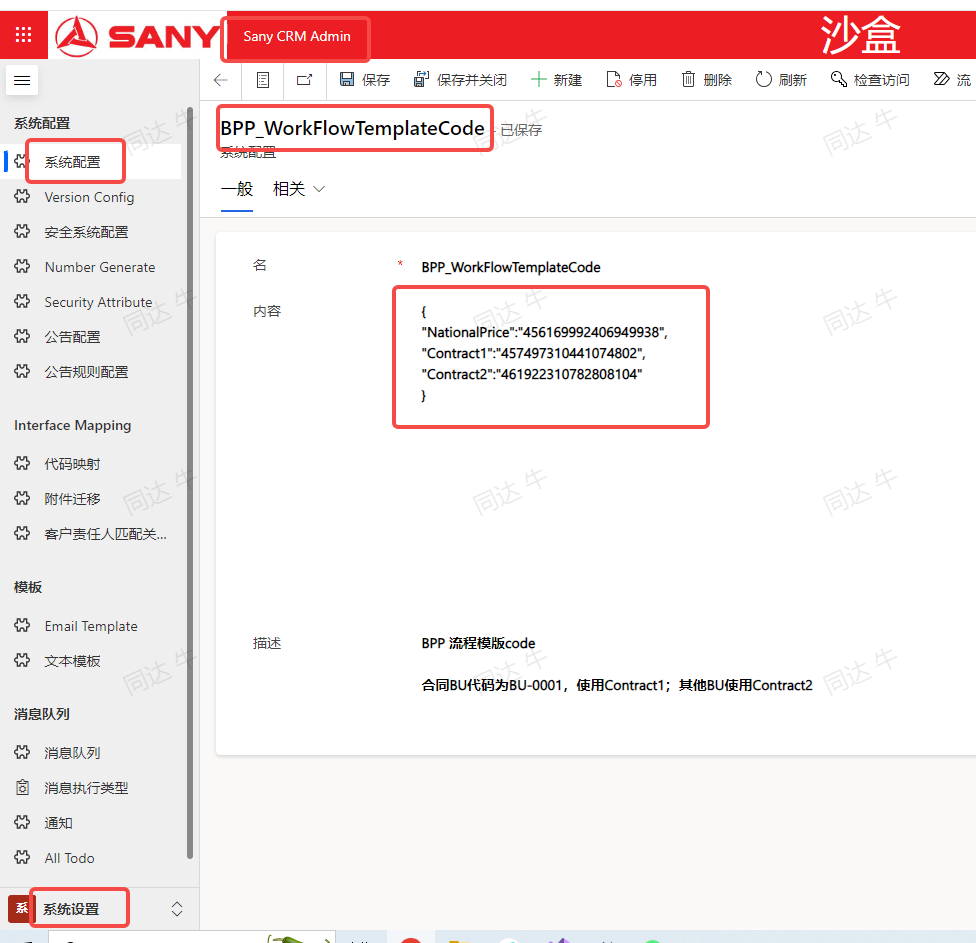 SANY
Sany CRM Admin
沙盒
保存
保存并关闭
新建
停用
删除
刷新
检查访问
流
系统配置
系统配置
Version Config
安全系统配置
Number Generate
Security Attribute
公告配置
公告规则配置
Interface Mapping
代码映射
附件迁移
客户责任人匹配关...
模板
Email Template
文本模板
消息队列
消息队列
消息执行类型
通知
All Todo
系 系统设置
BPP_WorkFlowTemplateCode - 已保存
系统配置
一般 相关
名 * BPP_WorkFlowTemplateCode
内容
{
"NationalPrice":"456169992406949938",
"Contract1":"457497310441074802",
"Contract2":"461922310782808104"
}
描述
BPP 流程模版code
合同BU代码为BU-0001，使用Contract1；其他BU使用Contract2
同达 牛
同达 牛
同达 牛
同达 牛
同达 牛
同达 牛
同达 牛
同达 牛
同达 牛
同达 牛
同达 牛
同达 牛